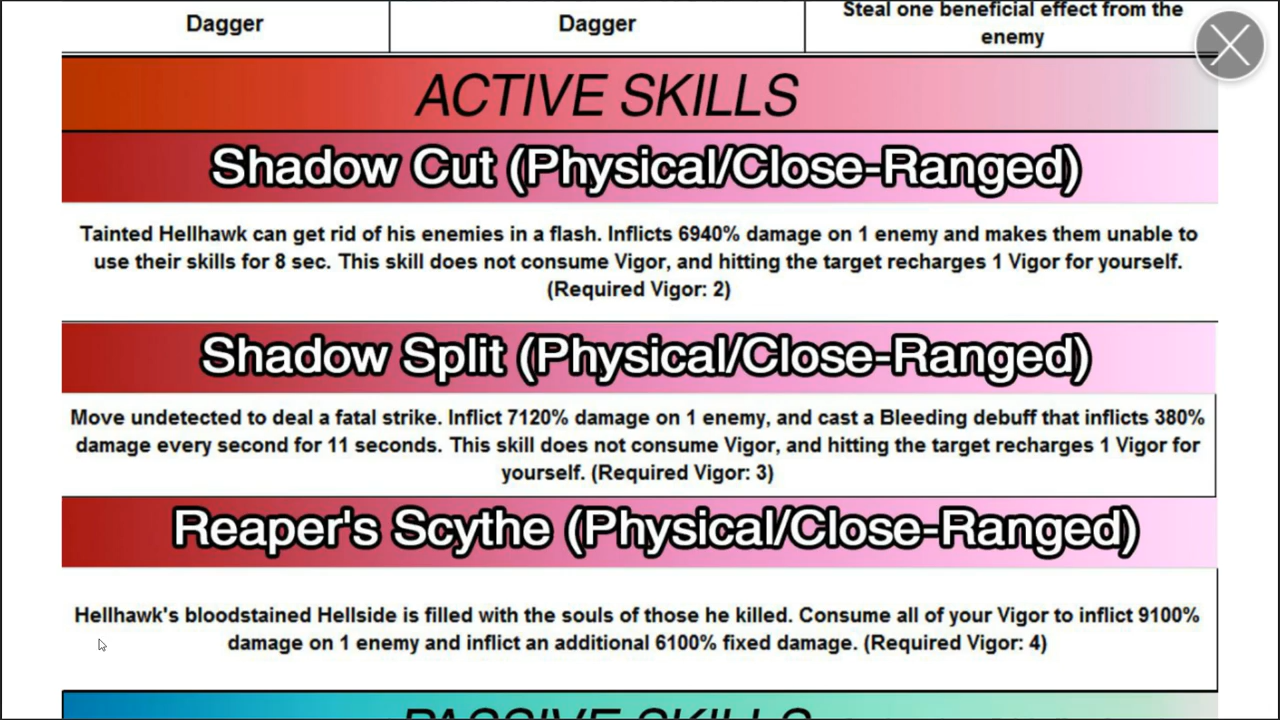 Dagger
Dagger
Steal one beneficial effect from the
enemy
ACTIVE SKILLS
Shadow Cut (Physical/Close-Ranged)
Tainted Hellhawk can get rid of his enemies in a flash. Inflicts 6940% damage on 1 enemy and makes them unable to
use their skills for 8 sec. This skill does not consume Vigor, and hitting the target recharges 1 Vigor for yourself.
(Required Vigor: 2)
Shadow Split (Physical/Close-Ranged)
Move undetected to deal a fatal strike. Inflict 7120% damage on 1 enemy, and cast a Bleeding debuff that inflicts 380%
damage every second for 11 seconds. This skill does not consume Vigor, and hitting the target recharges 1 Vigor for
yourself. (Required Vigor: 3)
Reaper's Scythe (Physical/Close-Ranged)
Hellhawk's bloodstained Hellside is filled with the souls of those he killed. Consume all of your Vigor to inflict 9100%
damage on 1 enemy and inflict an additional 6100% fixed damage. (Required Vigor: 4)
PASSIVE SKILLS